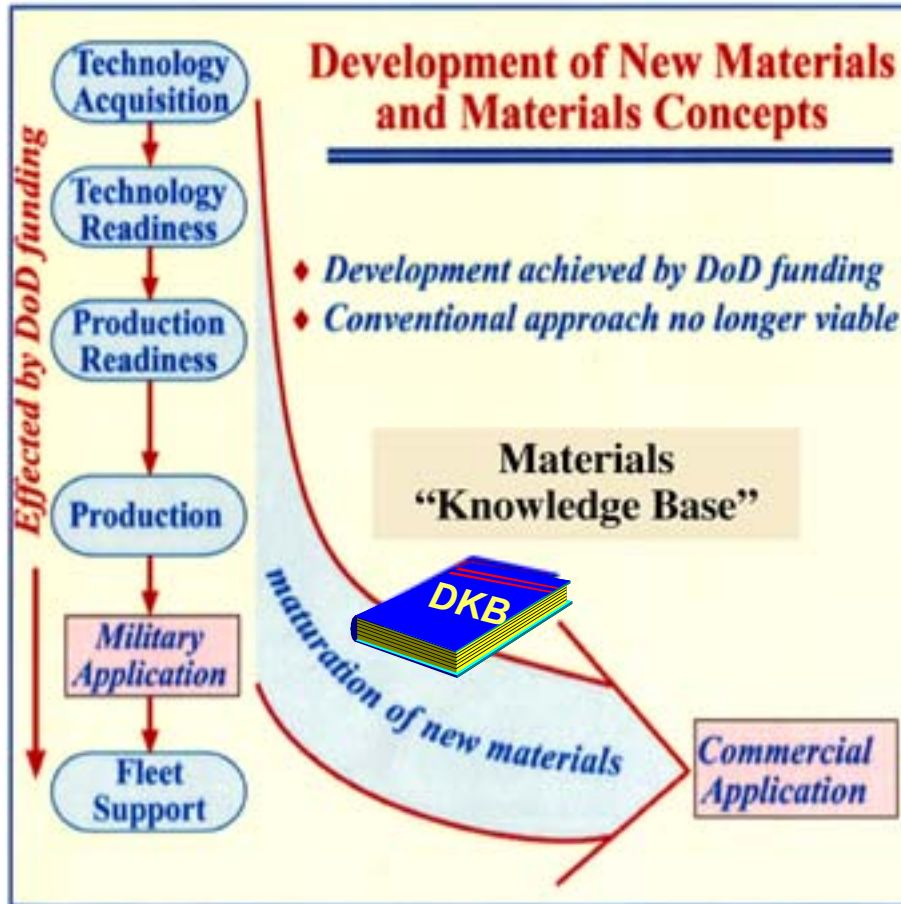 Development of New Materials
and Materials Concepts
Effected by DoD funding
Technology
Acquisition
Technology
Readiness
Production
Readiness
Production
Military
Application
Fleet
Support
♦ Development achieved by DoD funding
♦ Conventional approach no longer viable
Materials
“Knowledge Base”
DKB
maturation of new materials
Commercial
Application